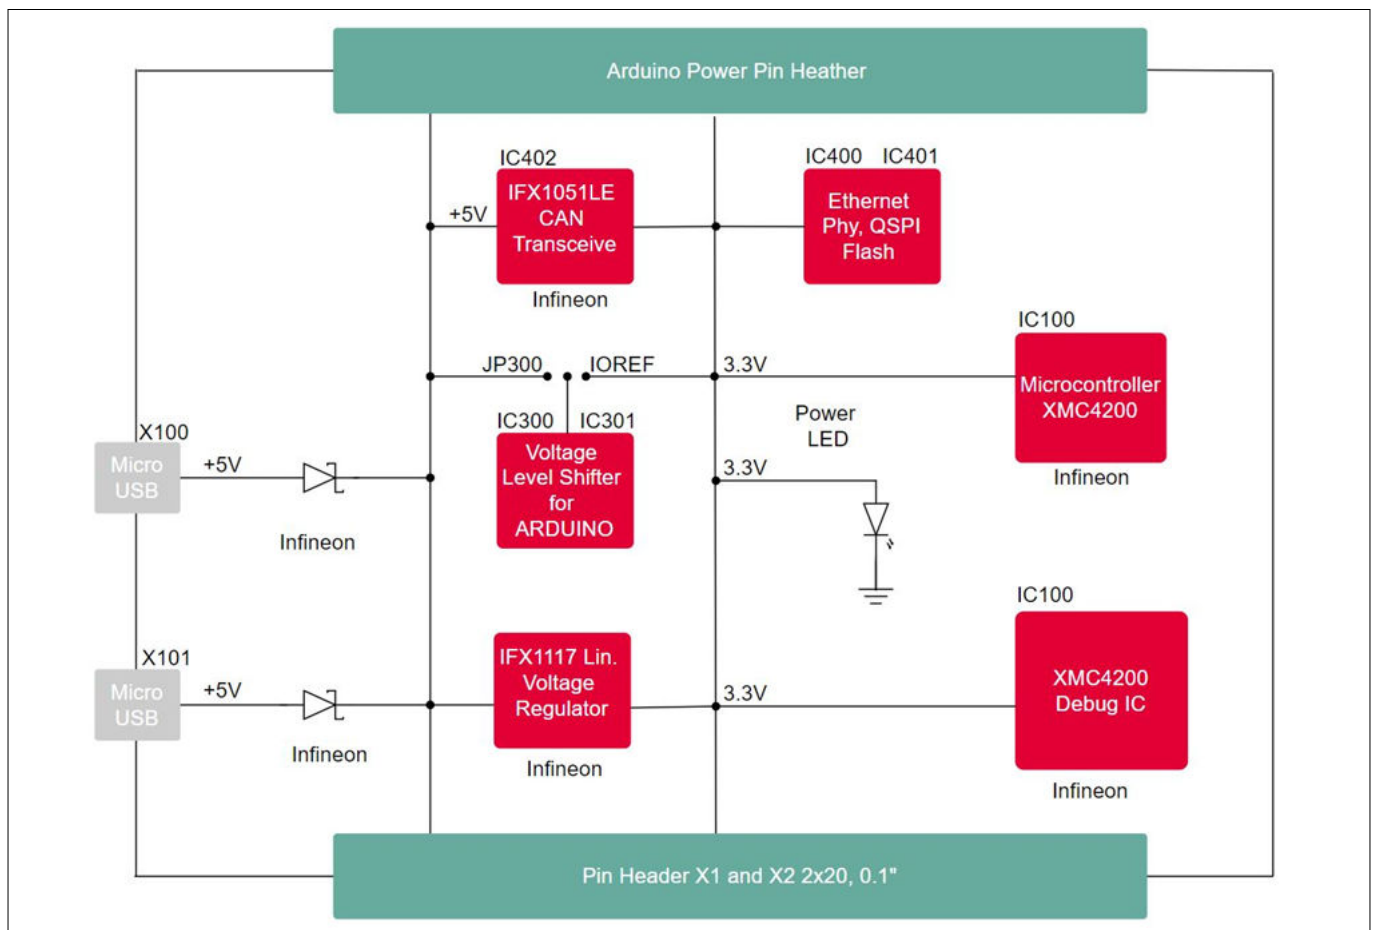 Arduino Power Pin Heather
IC402
IFX1051LE
CAN
Transceive
+5V
Infineon
IC400 IC401
Ethernet
Phy, QSPI
Flash
JP300
IOREF
3.3V
IC100
Microcontroller
XMC4200
Infineon
IC300 IC301
Voltage
Level Shifter
for
ARDUINO
Power
LED
3.3V
X100
Micro
USB
+5V
Infineon
X101
Micro
USB
+5V
Infineon
IFX1117 Lin.
Voltage
Regulator
Infineon
3.3V
IC100
XMC4200
Debug IC
Infineon
Pin Header X1 and X2 2x20, 0.1"